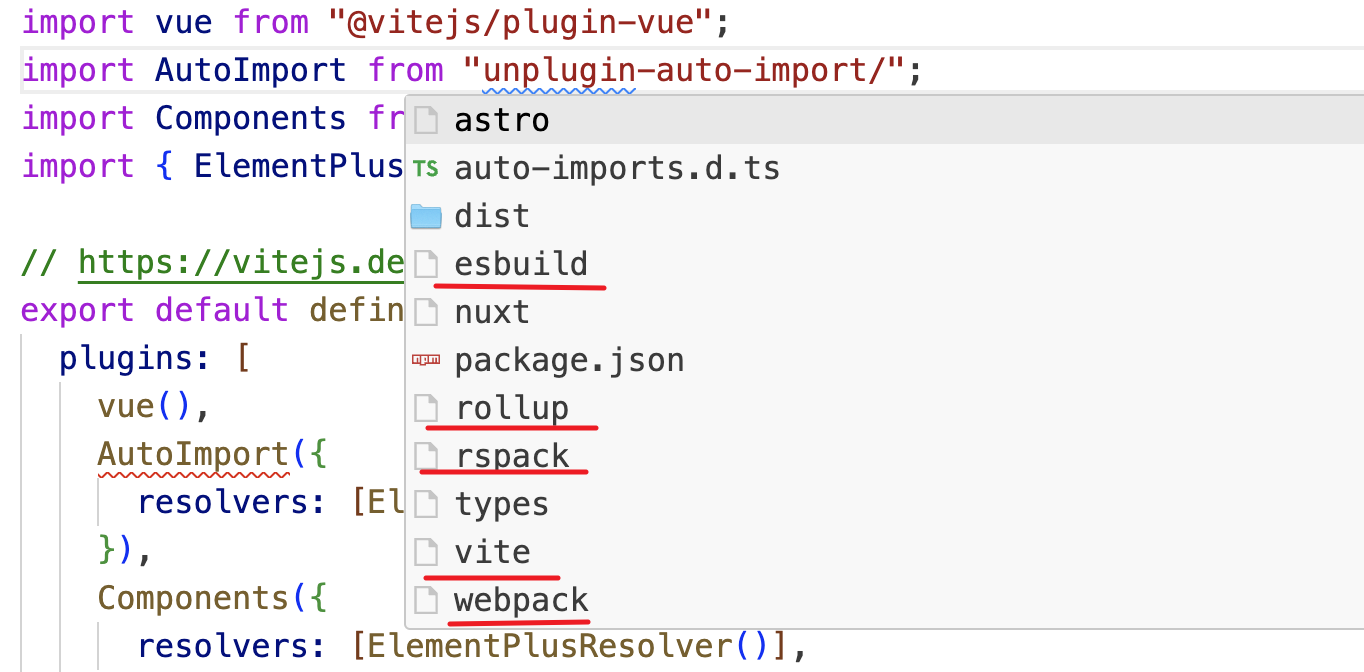 import vue from "@vitejs/plugin-vue";
import AutoImport from "unplugin-auto-import/";
import Components fr
import { ElementPlus
astro
TS auto-imports.d.ts
dist
// https://vitejs.de
esbuild
export default defin
nuxt
plugins: [
package.json
vue(),
rollup
AutoImport({
rspack
resolvers: [El
types
}),
vite
Components({
webpack
resolvers: [ElementPlusResolver()],